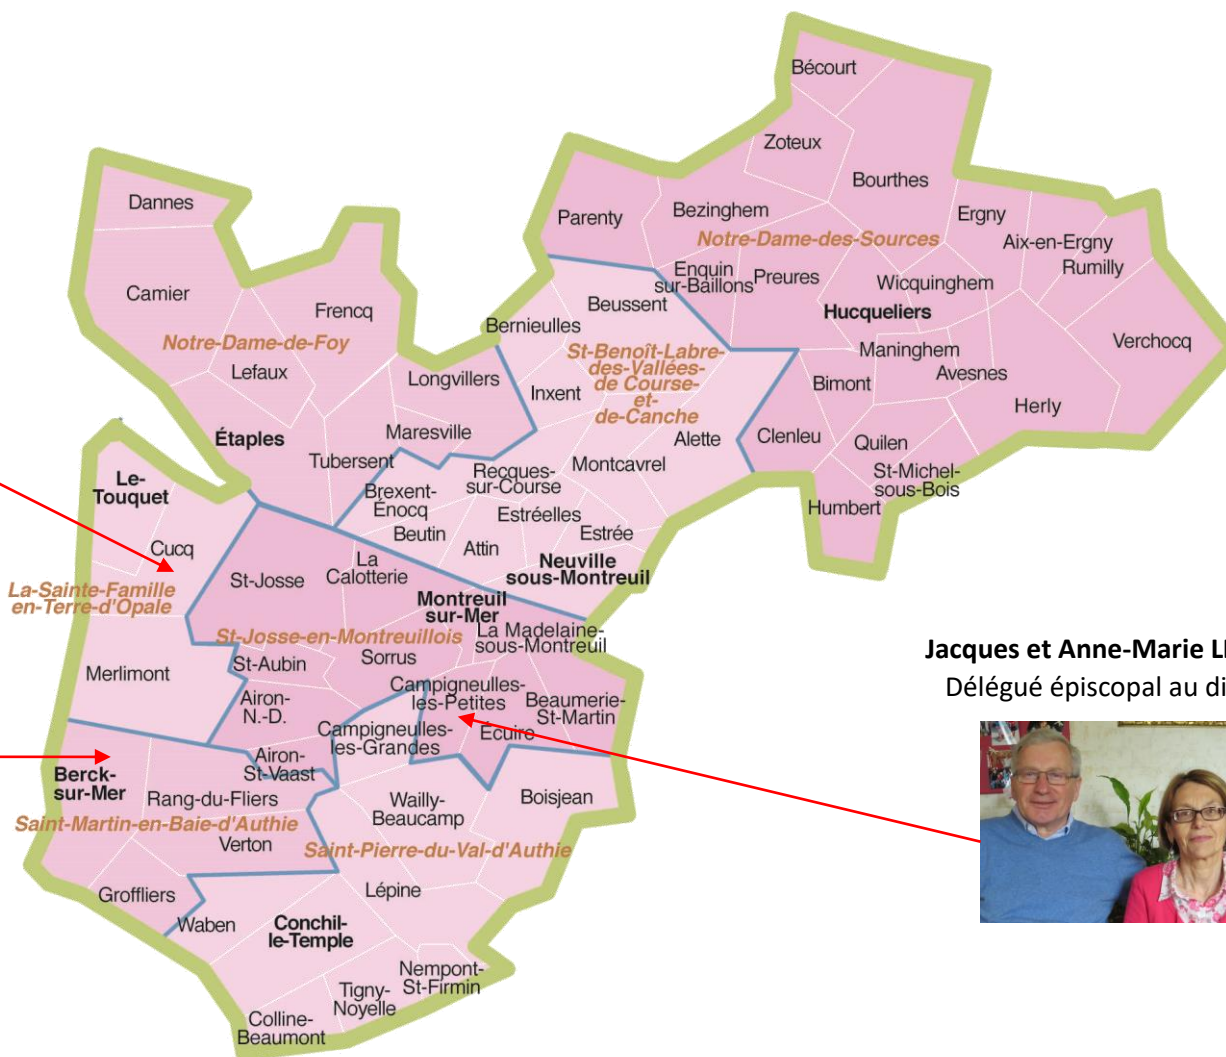 Bécourt
Zoteux
Bourthes
Dannes
Parenty
Bezinghem
Ergny
Notre-Dame-des-Sources
Aix-en-Ergny
Rumilly
Enquin
sur-Baillons
Preures
Wicquinghem
Camier
Frencq
Beussent
Bernieulles
Hucqueliers
Notre-Dame-de-Foy
Verchocq
St-Benoît-Labre-
des-Vallées-
de Course-
et-
de-Canche
Maninghem
Lefaux
Longvillers
Avesnes
Inxent
Bimont
Herly
Étaples
Maresville
Alette
Clenleu
Quilen
Tubersent
Montcavrel
St-Michel-
sous-Bois
Le-
Touquet
Recques-
sur-Course
Brexent-
Énocq
Humbert
Estréelles
Beutin
Estrée
Cucq
Attin
Neuville
sous-Montreuil
La
Calotterie
St-Josse
La-Sainte-Famille
en-Terre-d'Opale
Montreuil
sur-Mer
St-Josse-en-Montreuillois
La Madelaine-
sous-Montreuil
Merlimont
St-Aubin
Sorrus
Jacques et Anne-Marie
Délégué épiscopal au
Campigneulles-
les-Petites
Beaumerie-
St-Martin
Airon-
N.-D.
Campigneulles-
les-Grandes
Écuire
Airon-
St-Vaast
Berck-
sur-Mer
Rang-du-Fliers
Wailly-
Beaucamp
Boisjean
Saint-Martin-en-Baie-d'Authie
Verton
Saint-Pierre-du-Val-d'Authie
Groffliers
Lépine
Waben
Conchil-
le-Temple
Nempont-
St-Firmin
Tigny-
Noyelle
Colline-
Beaumont